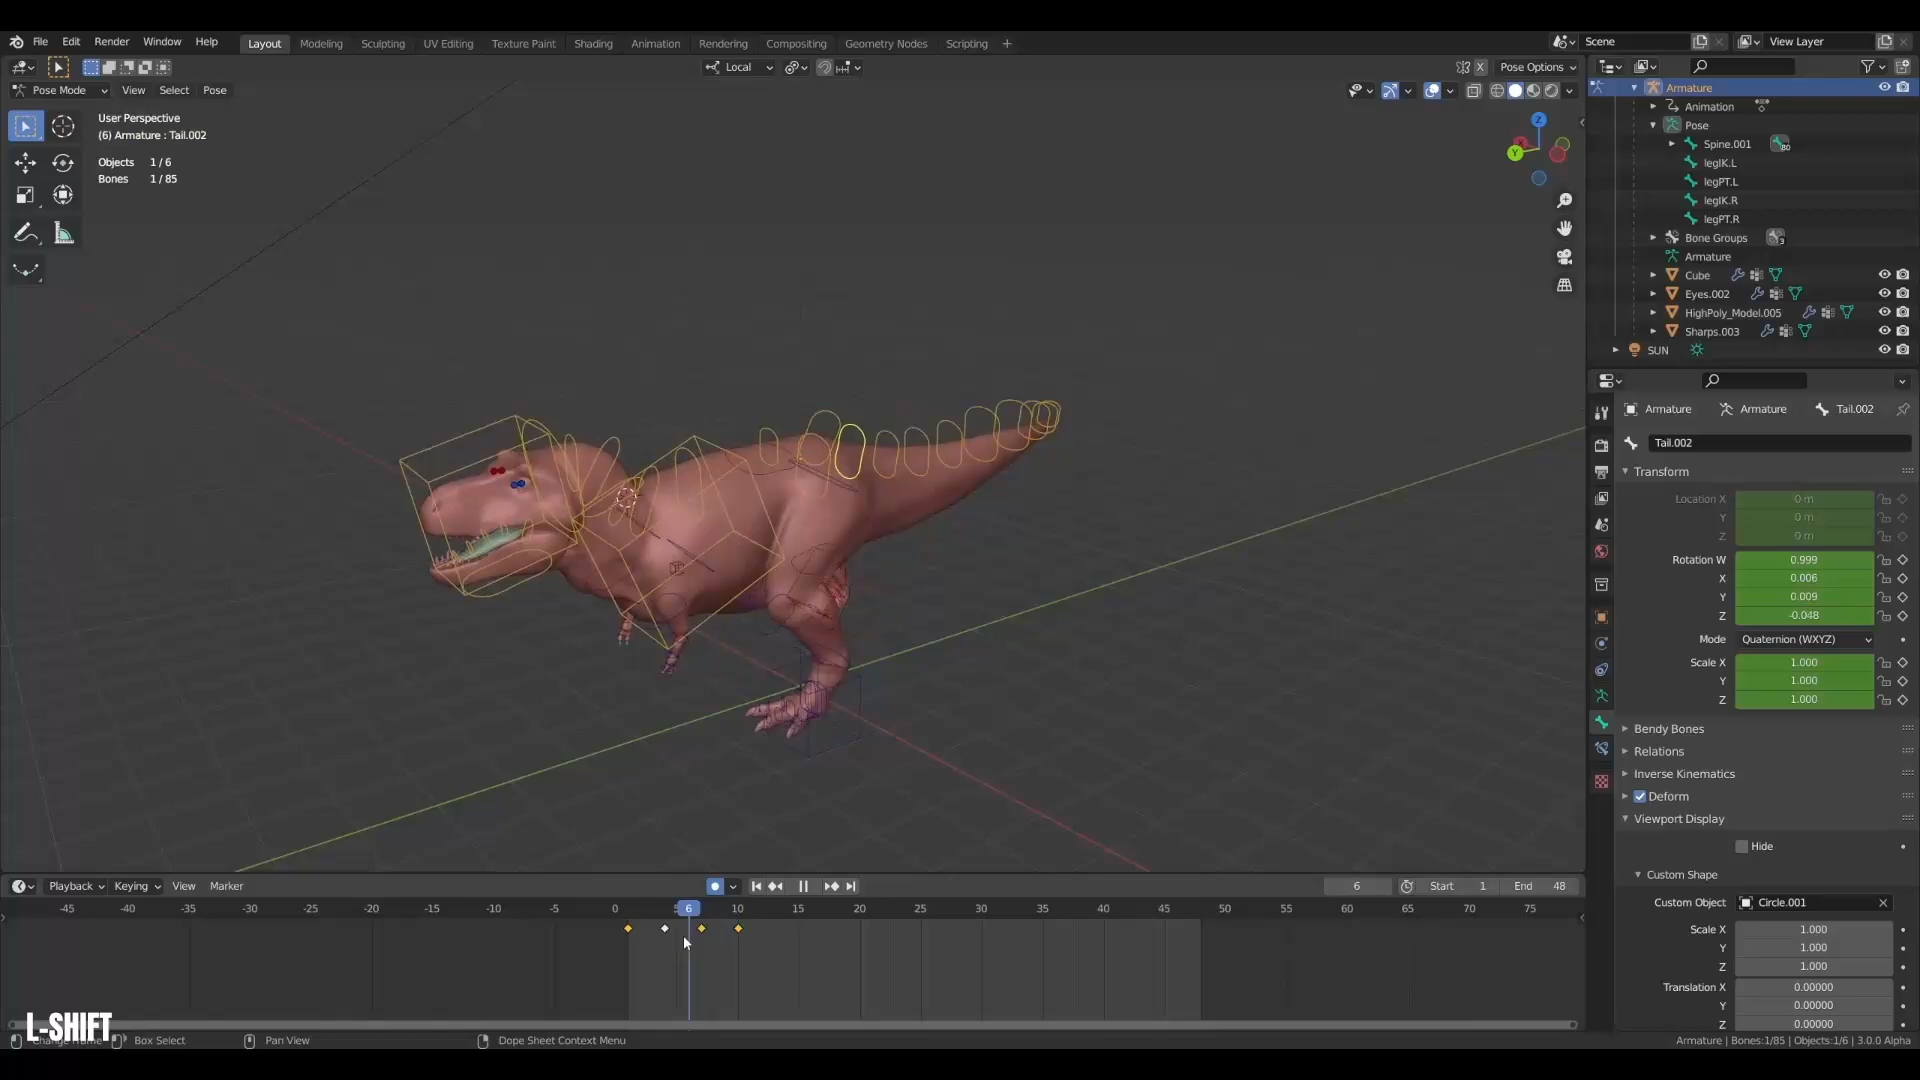 File Edit Render Window Help Layout Modeling Sculpting UV Editing Texture Paint Shading Animation Rendering Compositing Geometry Nodes Scripting + Scene View Layer
Local X Pose Options
Pose Mode View Select Pose
User Perspective
(6) Armature : Tail.002
Objects 1 / 6
Bones 1 / 85
Z
Y
Armature
Animation
Pose
Spine.001 80
legIK.L
legPT.L
legIK.R
legPT.R
Bone Groups 3
Armature
Cube
Eyes.002
HighPoly_Model.005
Sharps.003
SUN
Armature Armature Tail.002
Tail.002
Transform
Location X 0 m
Y 0 m
Z 0 m
Rotation W 0.999
X 0.006
Y 0.009
Z -0.048
Mode Quaternion (WXYZ)
Scale X 1.000
Y 1.000
Z 1.000
Bendy Bones
Relations
Inverse Kinematics
Deform
Viewport Display
Hide
Custom Shape
Custom Object Circle.001
Scale X 1.000
Y 1.000
Z 1.000
Translation X 0.00000
Y 0.00000
Z 0.00000
Playback Keying View Marker 6 Start 1 End 48
-45 -40 -35 -30 -25 -20 -15 -10 -5 0 6 10 15 20 25 30 35 40 45 50 55 60 65 70 75
L-SHIFT
Change Frame Box Select Pan View Dope Sheet Context Menu Armature | Bones:1/85 | Objects:1/6 | 3.0.0 Alpha